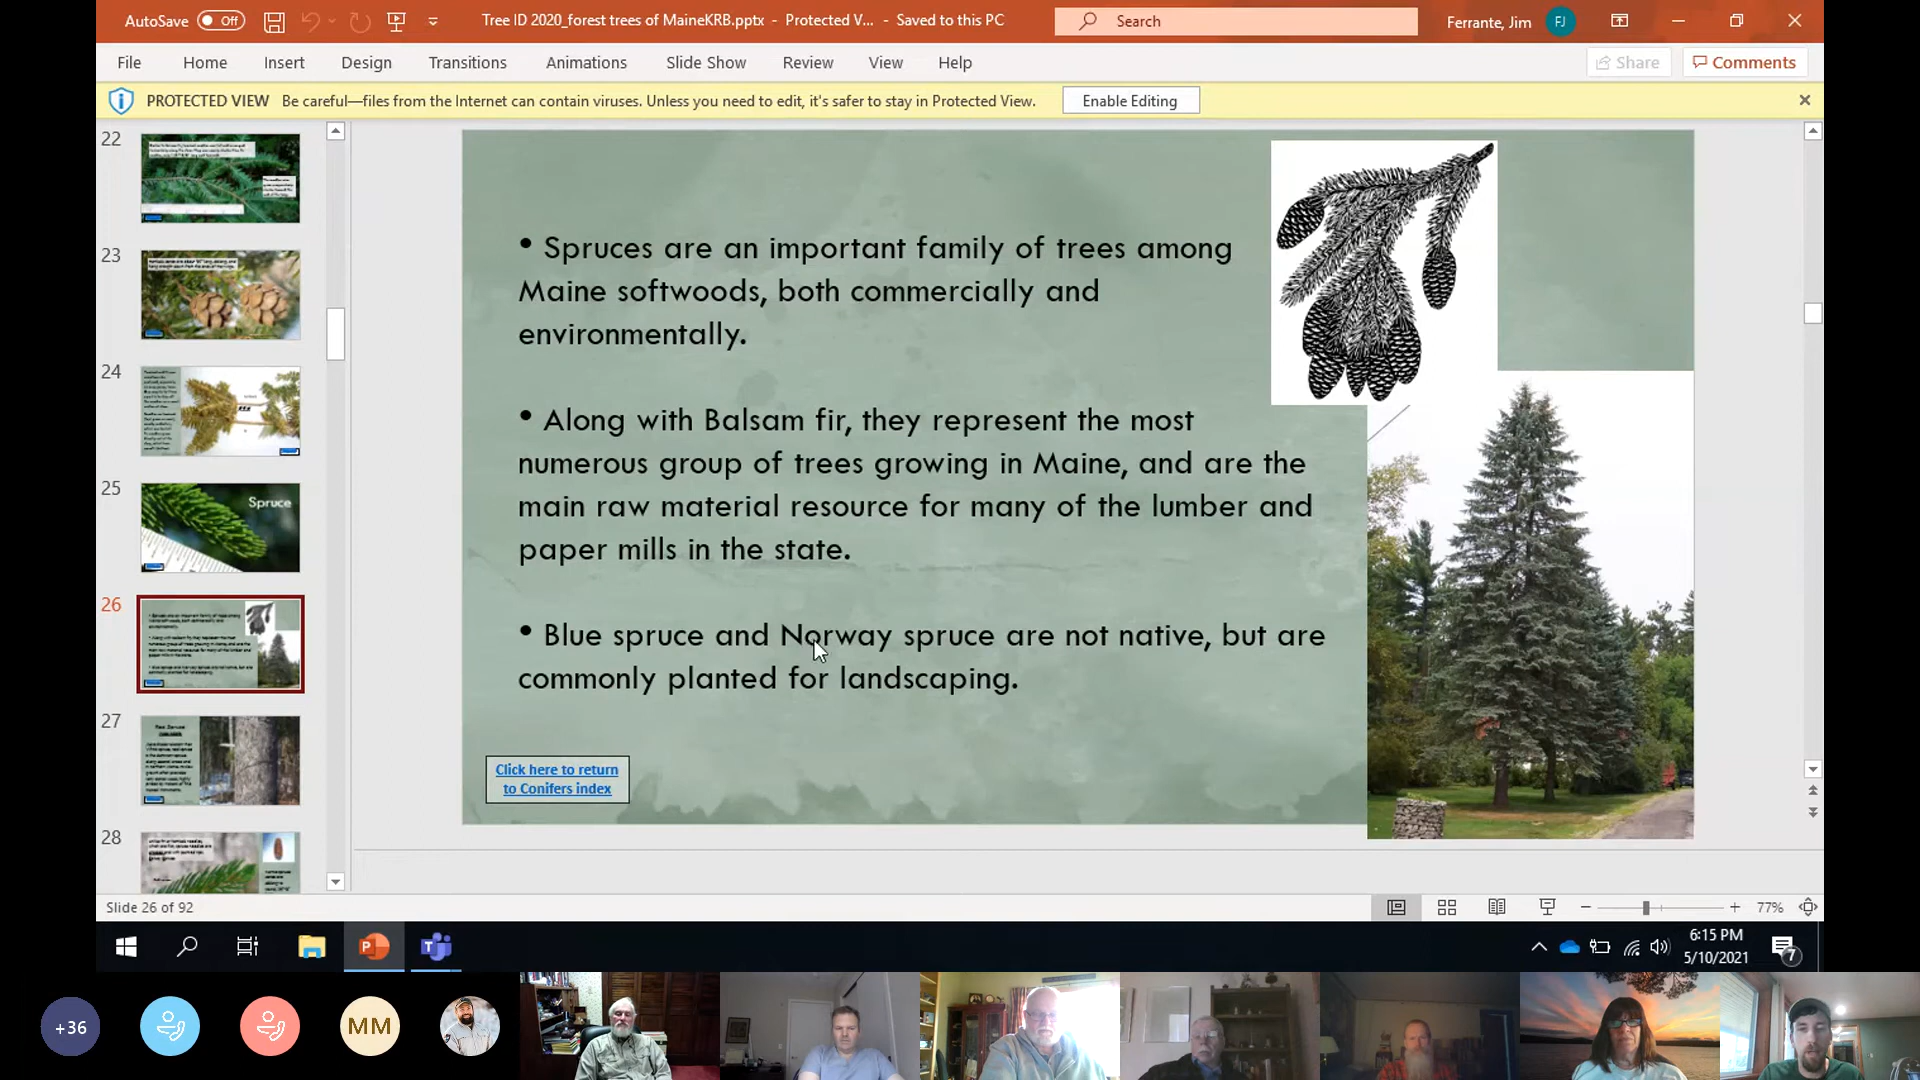 AutoSave Off
Tree ID 2020_forest trees of MaineKRB.pptx - Protected V... - Saved to this PC
Search
Ferrante, Jim FJ
File Home Insert Design Transitions Animations Slide Show Review View Help
Share Comments
PROTECTED VIEW Be careful—files from the Internet can contain viruses. Unless you need to edit, it's safer to stay in Protected View. Enable Editing
22
23
24
25
Spruce
26
27
28
• Spruces are an important family of trees among
Maine softwoods, both commercially and
environmentally.
• Along with Balsam fir, they represent the most
numerous group of trees growing in Maine, and are the
main raw material resource for many of the lumber and
paper mills in the state.
• Blue spruce and Norway spruce are not native, but are
commonly planted for landscaping.
Click here to return
to Conifers index
Slide 26 of 92
77%
6:15 PM
5/10/2021
7
+36
MM